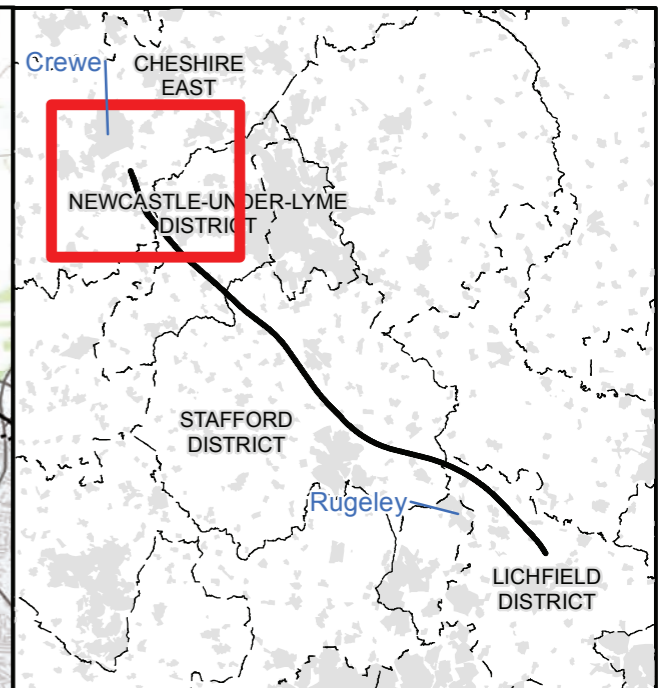 Crewe
CHESHIRE
EAST
NEWCASTLE-UNDER-LYME
DISTRICT
STAFFORD
DISTRICT
Rugeley
LICHFIELD
DISTRICT